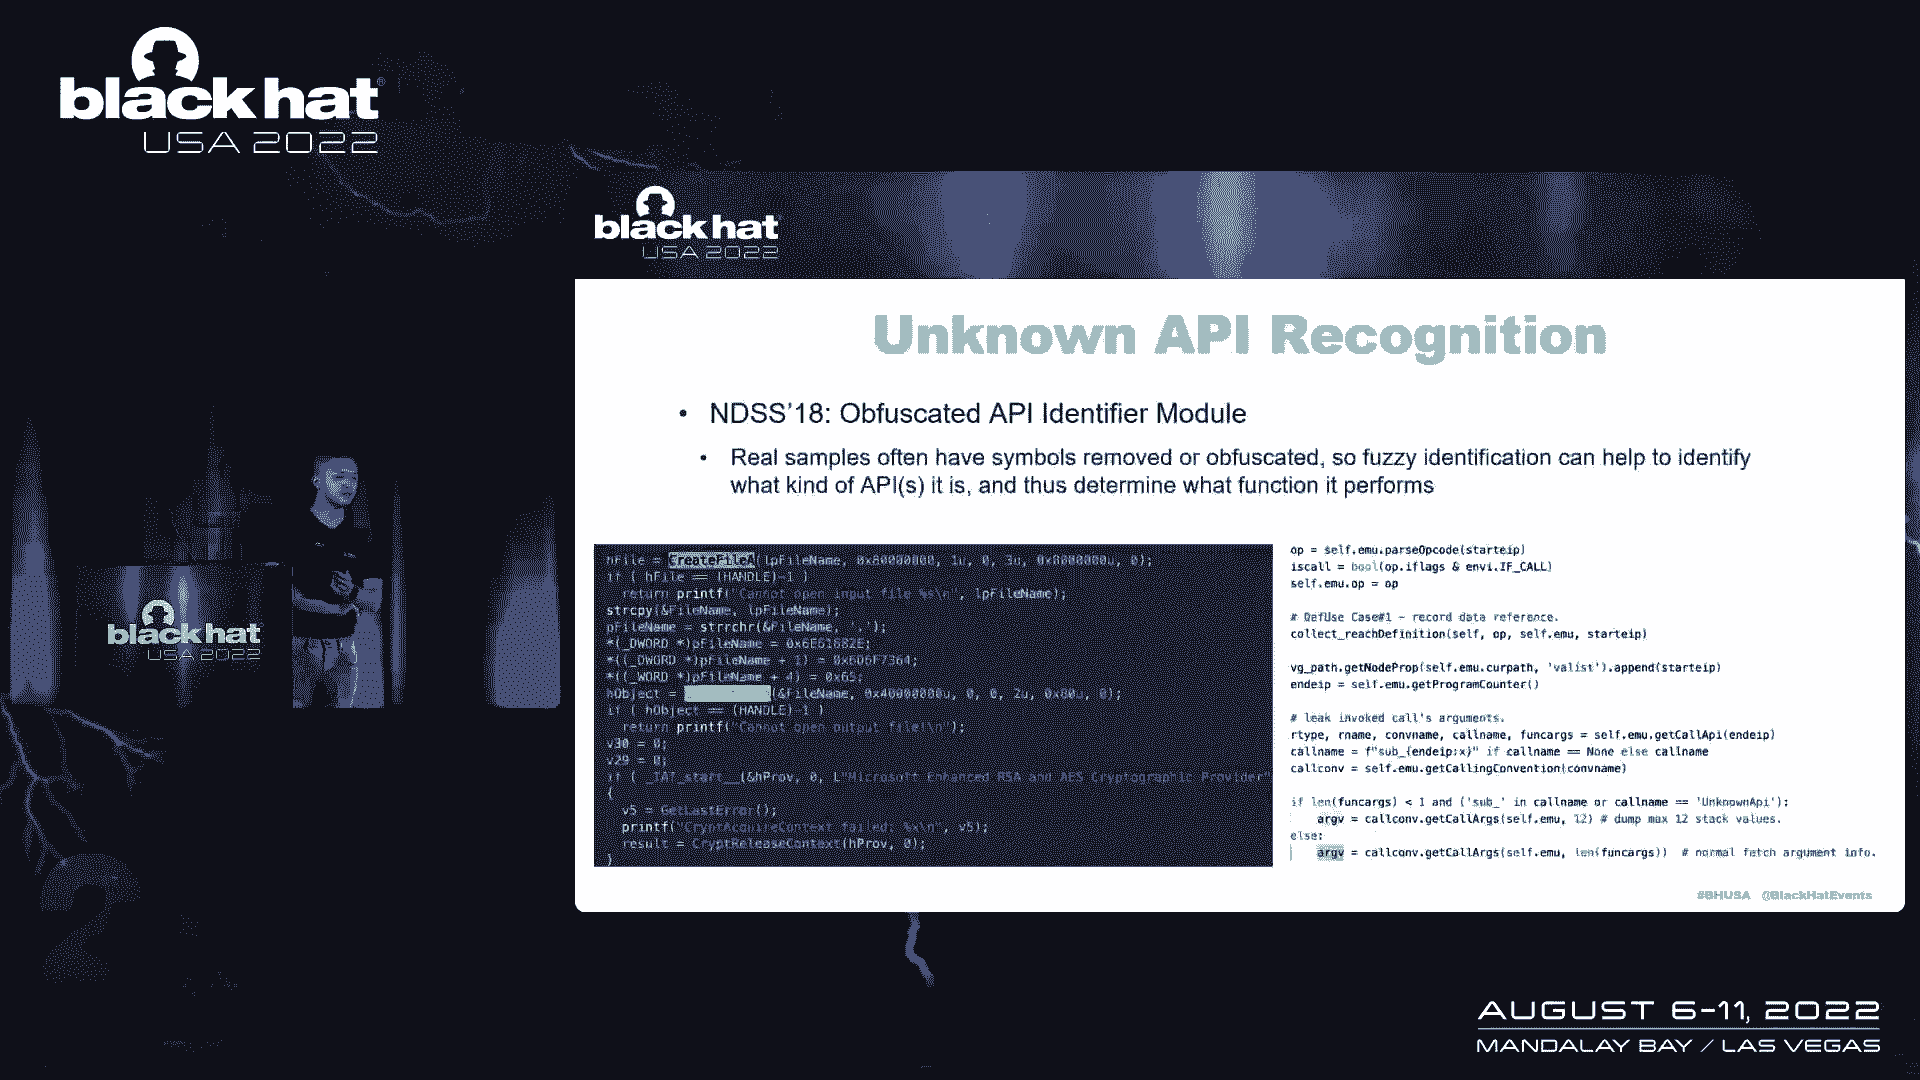 black hat®
USA 2022
black hat
USA 2022
Unknown API Recognition
• NDSS'18: Obfuscated API Identifier Module
• Real samples often have symbols removed or obfuscated, so fuzzy identification can help to identify
what kind of API(s) it is, and thus determine what function it performs
hFile = CreateFileA(lpFileName, 0x80000000, 1u, 0, 3u, 0x8000000u, 0);
if ( hFile == (HANDLE)-1 )
return printf("Cannot open input file %s\n", lpFileName);
strcpy(&FileName, lpFileName);
pFileName = strrchr(&FileName, '.');
*(_DWORD *)pFileName =
*((_DWORD *)pFileName + 1) =
*((_WORD *)pFileName + 4) = 0x65;
hObject = (&FileName, 0x40000000u, 0, 0, 2u, 0x80u, 0);
if ( hObject == (HANDLE)-1 )
return printf("Cannot open output file!\n");
v30 = 0;
v29 = 0;
if ( _IAT_start__(&hProv, 0, L"Microsoft Enhanced RSA and AES Cryptographic Provider"
{
v5 = GetLastError();
printf("CryptAcquireContext failed: %x\n", v5);
result = CryptReleaseContext(hProv, 0);
}
op = self.emu.parseOpcode(starteip)
iscall = bool(op.iflags & envi.IF_CALL)
self.emu.op = op
# DefUse Case#1 - record data reference.
collect_reachDefinition(self, op, self.emu, starteip)
vg_path.getNodeProp(self.emu.curpath, 'valist').append(starteip)
endeip = self.emu.getProgramCounter()
# leak invoked call's arguments.
rtype, rname, convname, callname, funcargs = self.emu.getCallApi(endeip)
callname = f"sub_{endeip:x}" if callname == None else callname
callconv = self.emu.getCallingConvention(convname)
if len(funcargs) < 1 and ('sub_' in callname or callname == 'UnknownApi'):
argv = callconv.getCallArgs(self.emu, 12) # dump max 12 stack values.
else:
argv = callconv.getCallArgs(self.emu, len(funcargs)) # normal fetch argument info.
#BHUSA @BlackHatEvents
black hat
USA 2022
AUGUST 6-11, 2022
MANDALAY BAY / LAS VEGAS